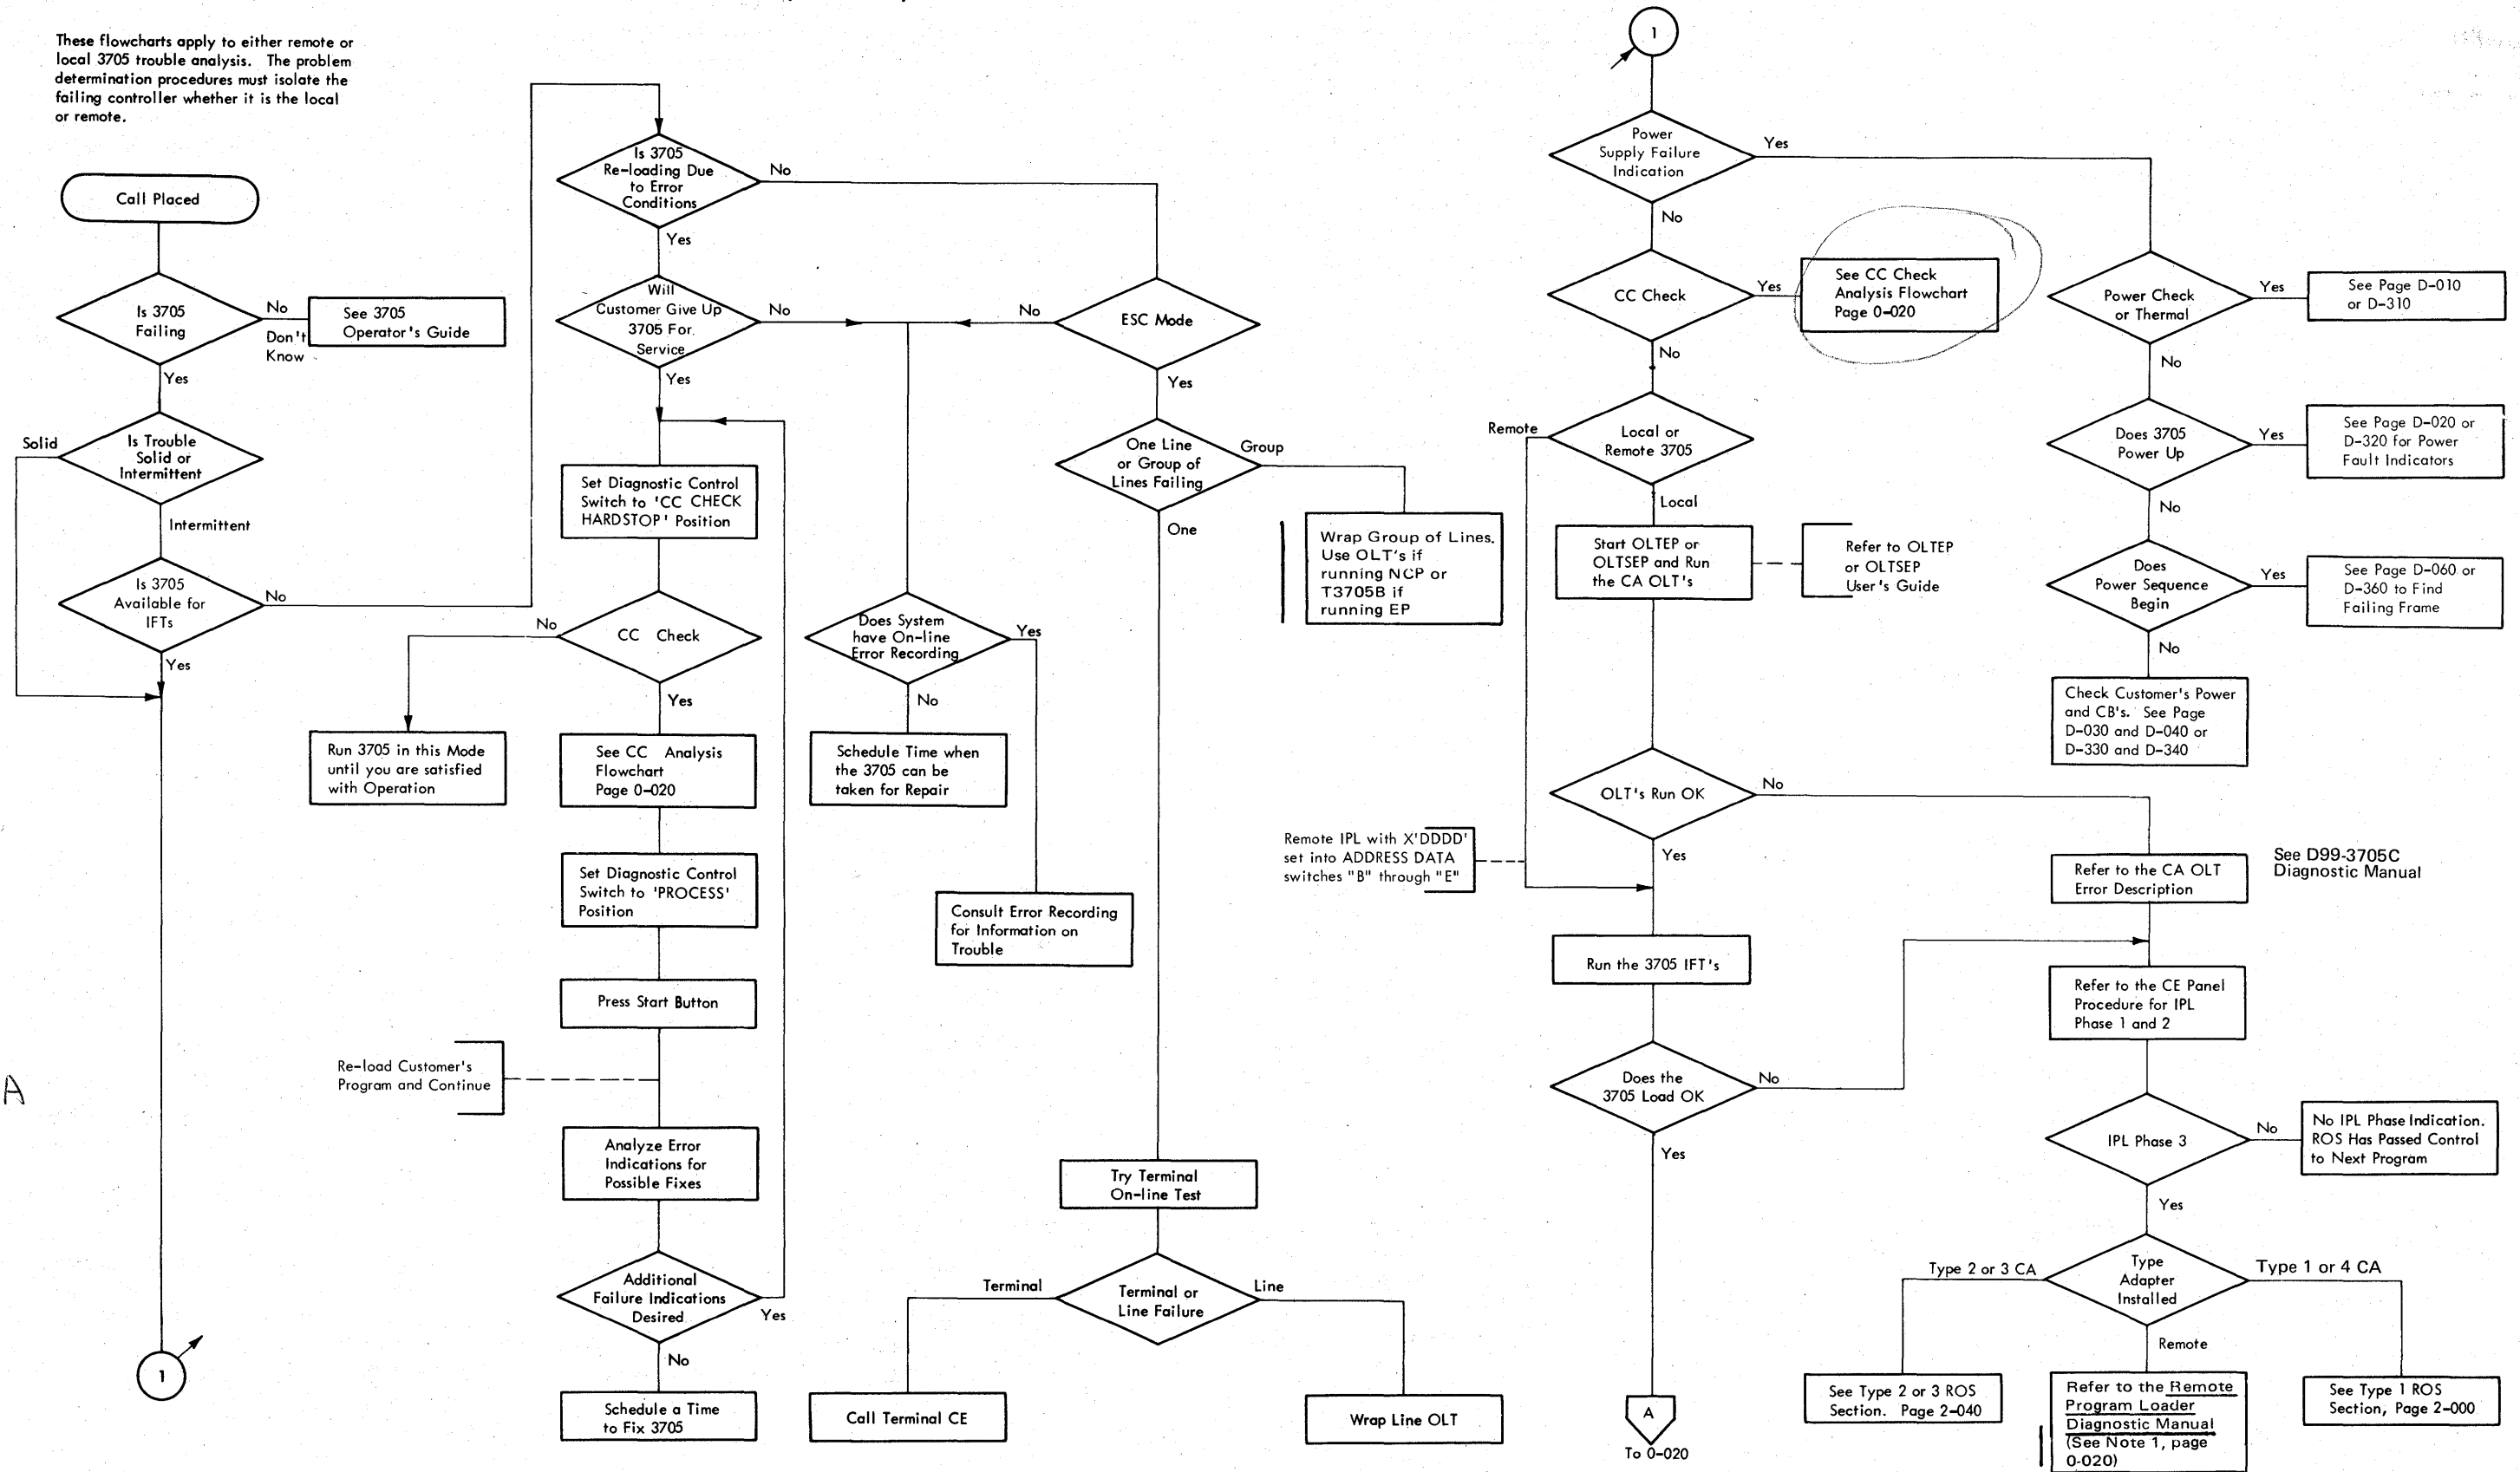 These flowcharts apply to either remote or
local 3705 trouble analysis. The problem
determination procedures must isolate the
failing controller whether it is the local
or remote.
Call Placed
Is 3705
Failing
No
Don't
Know
See 3705
Operator's Guide
Yes
Is Trouble
Solid or
Intermittent
Solid
Intermittent
Is 3705
Available for
IFTs
No
Yes
1
A
Is 3705
Re-loading Due
to Error
Conditions
No
Yes
Will
Customer Give Up
3705 For
Service
No
Yes
Set Diagnostic Control
Switch to 'CC CHECK
HARDSTOP' Position
CC Check
No
Yes
Run 3705 in this Mode
until you are satisfied
with Operation
See CC Analysis
Flowchart
Page 0-020
Set Diagnostic Control
Switch to 'PROCESS'
Position
Press Start Button
Re-load Customer's
Program and Continue
Analyze Error
Indications for
Possible Fixes
Additional
Failure Indications
Desired
Yes
No
Schedule a Time
to Fix 3705
ESC Mode
No
Yes
Does System
have On-line
Error Recording
Yes
No
Schedule Time when
the 3705 can be
taken for Repair
Consult Error Recording
for Information on
Trouble
One Line
or Group of
Lines Failing
Group
One
Wrap Group of Lines.
Use OLT's if
running NCP or
T3705B if
running EP
Try Terminal
On-line Test
Terminal or
Line Failure
Terminal
Line
Call Terminal CE
Wrap Line OLT
1
Power
Supply Failure
Indication
Yes
No
CC Check
Yes
See CC Check
Analysis Flowchart
Page 0-020
No
Local or
Remote 3705
Remote
Local
Start OLTEP or
OLTSEP and Run
the CA OLT's
Refer to OLTEP
or OLTSEP
User's Guide
OLT's Run OK
No
Yes
Remote IPL with X'DDDD'
set into ADDRESS DATA
switches "B" through "E"
Run the 3705 IFT's
Does the
3705 Load OK
No
Yes
A
To 0-020
Power Check
or Thermal
Yes
See Page D-010
or D-310
No
Does 3705
Power Up
Yes
See Page D-020 or
D-320 for Power
Fault Indicators
No
Does
Power Sequence
Begin
Yes
See Page D-060 or
D-360 to Find
Failing Frame
No
Check Customer's Power
and CB's. See Page
D-030 and D-040 or
D-330 and D-340
Refer to the CA OLT
Error Description
See D99-3705C
Diagnostic Manual
Refer to the CE Panel
Procedure for IPL
Phase 1 and 2
IPL Phase 3
No
No IPL Phase Indication.
ROS Has Passed Control
to Next Program
Yes
Type
Adapter
Installed
Type 2 or 3 CA
Type 1 or 4 CA
Remote
See Type 2 or 3 ROS
Section. Page 2-040
Refer to the Remote
Program Loader
Diagnostic Manual
(See Note 1, page
0-020)
See Type 1 ROS
Section, Page 2-000